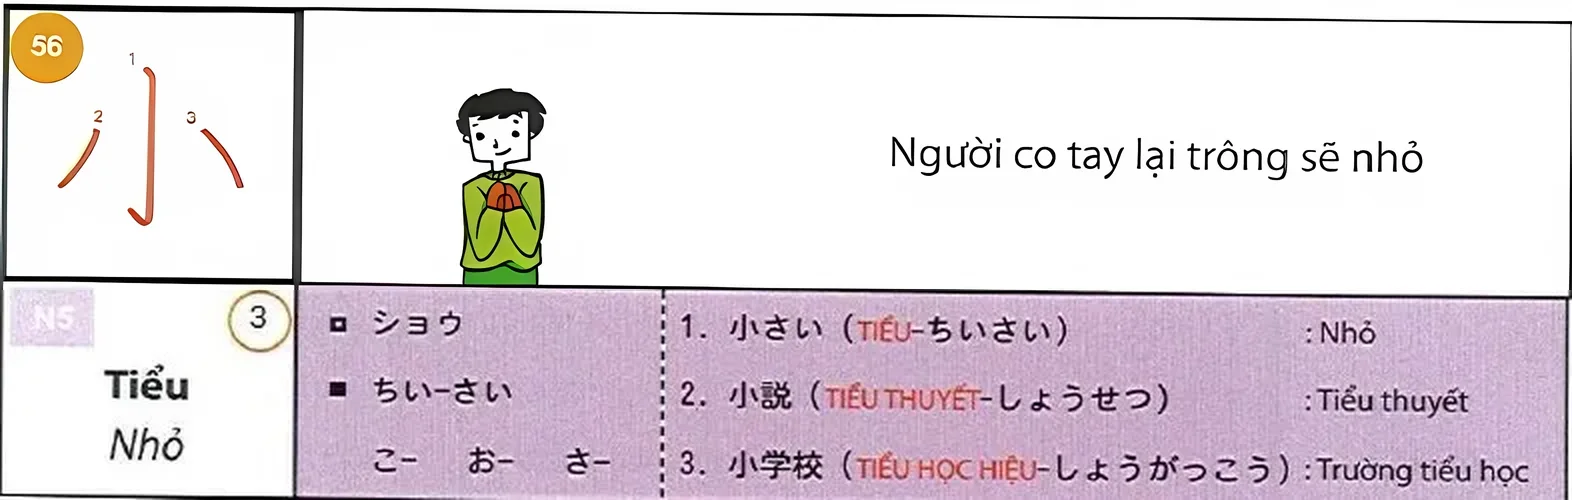 56
1
2
3
Người co tay lại trông sẽ nhỏ
N5
3
Tiểu
Nhỏ
ショウ
ちい-さい
こ- お- さ-
1. 小さい（TIỂU-ちいさい） : Nhỏ
2. 小説（TIỂU THUYẾT-しょうせつ） : Tiểu thuyết
3. 小学校（TIỂU HỌC HIỆU-しょうがっこう） : Trường tiểu học